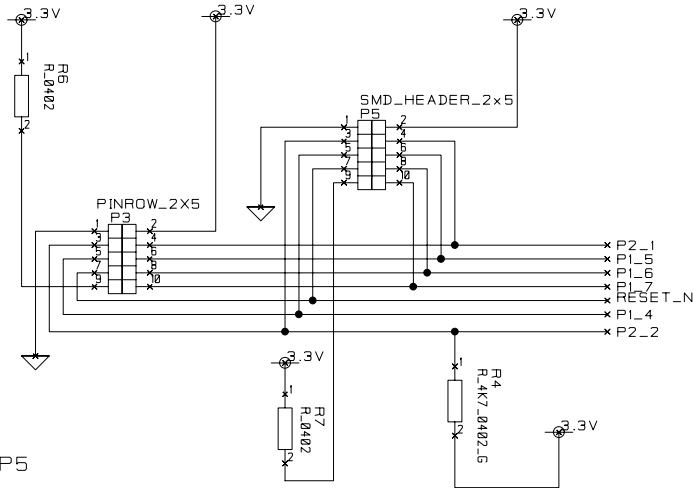 3.3V
3.3V
3.3V
1
R6
R_0402
2
SMD_HEADER_2x5
P5
1 2
3 4
5 6
7 8
9 10
PINROW_2X5
P3
1 2
3 4
5 6
7 8
9 10
P2_1
P1_5
P1_6
P1_7
RESET_N
P1_4
P2_2
3.3V
1
R7
R_0402
2
1
R4
R_4K7_0402_G
2
3.3V
P5